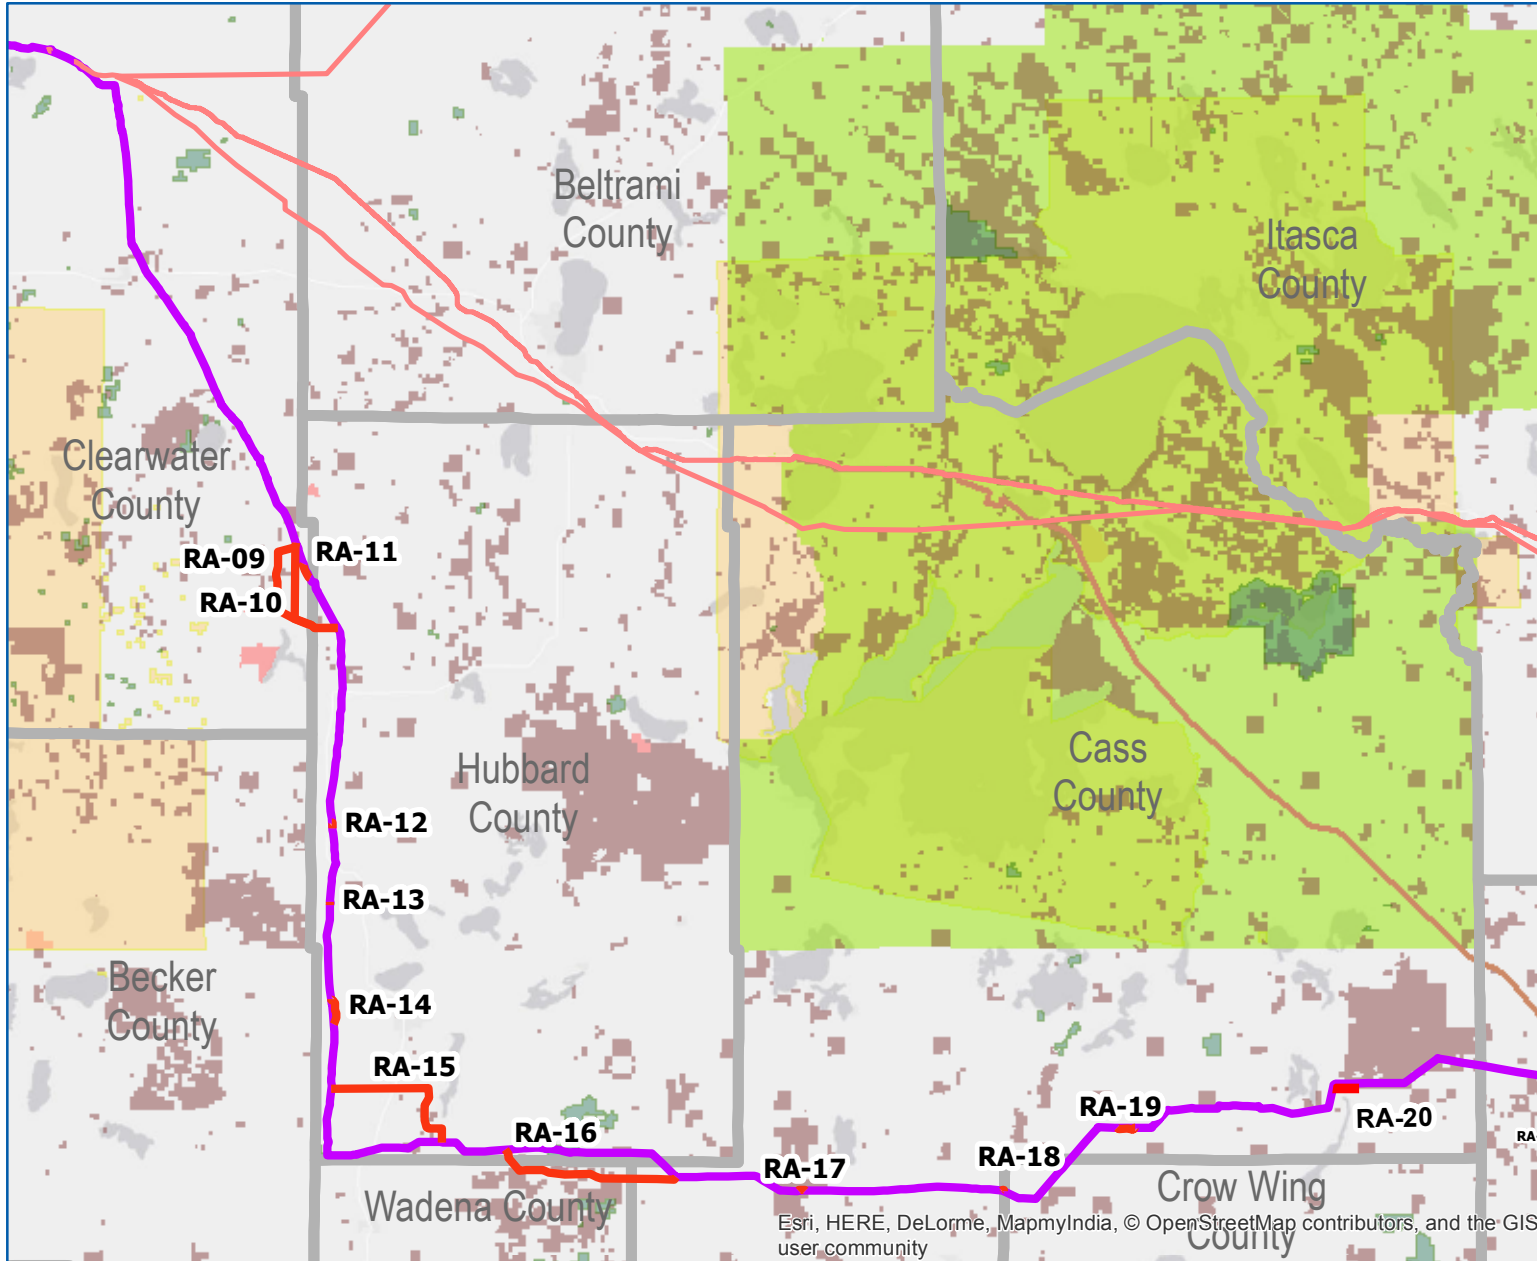 Beltrami
County
Itasca
County
Clearwater
County
RA-09
RA-11
RA-10
Hubbard
County
Cass
County
RA-12
RA-13
Becker
County
RA-14
RA-15
RA-16
RA-19
RA-20
RA-
RA-17
RA-18
Wadena County
Crow Wing
County
Esri, HERE, DeLorme, MapmyIndia, © OpenStreetMap contributors, and the GIS
user community